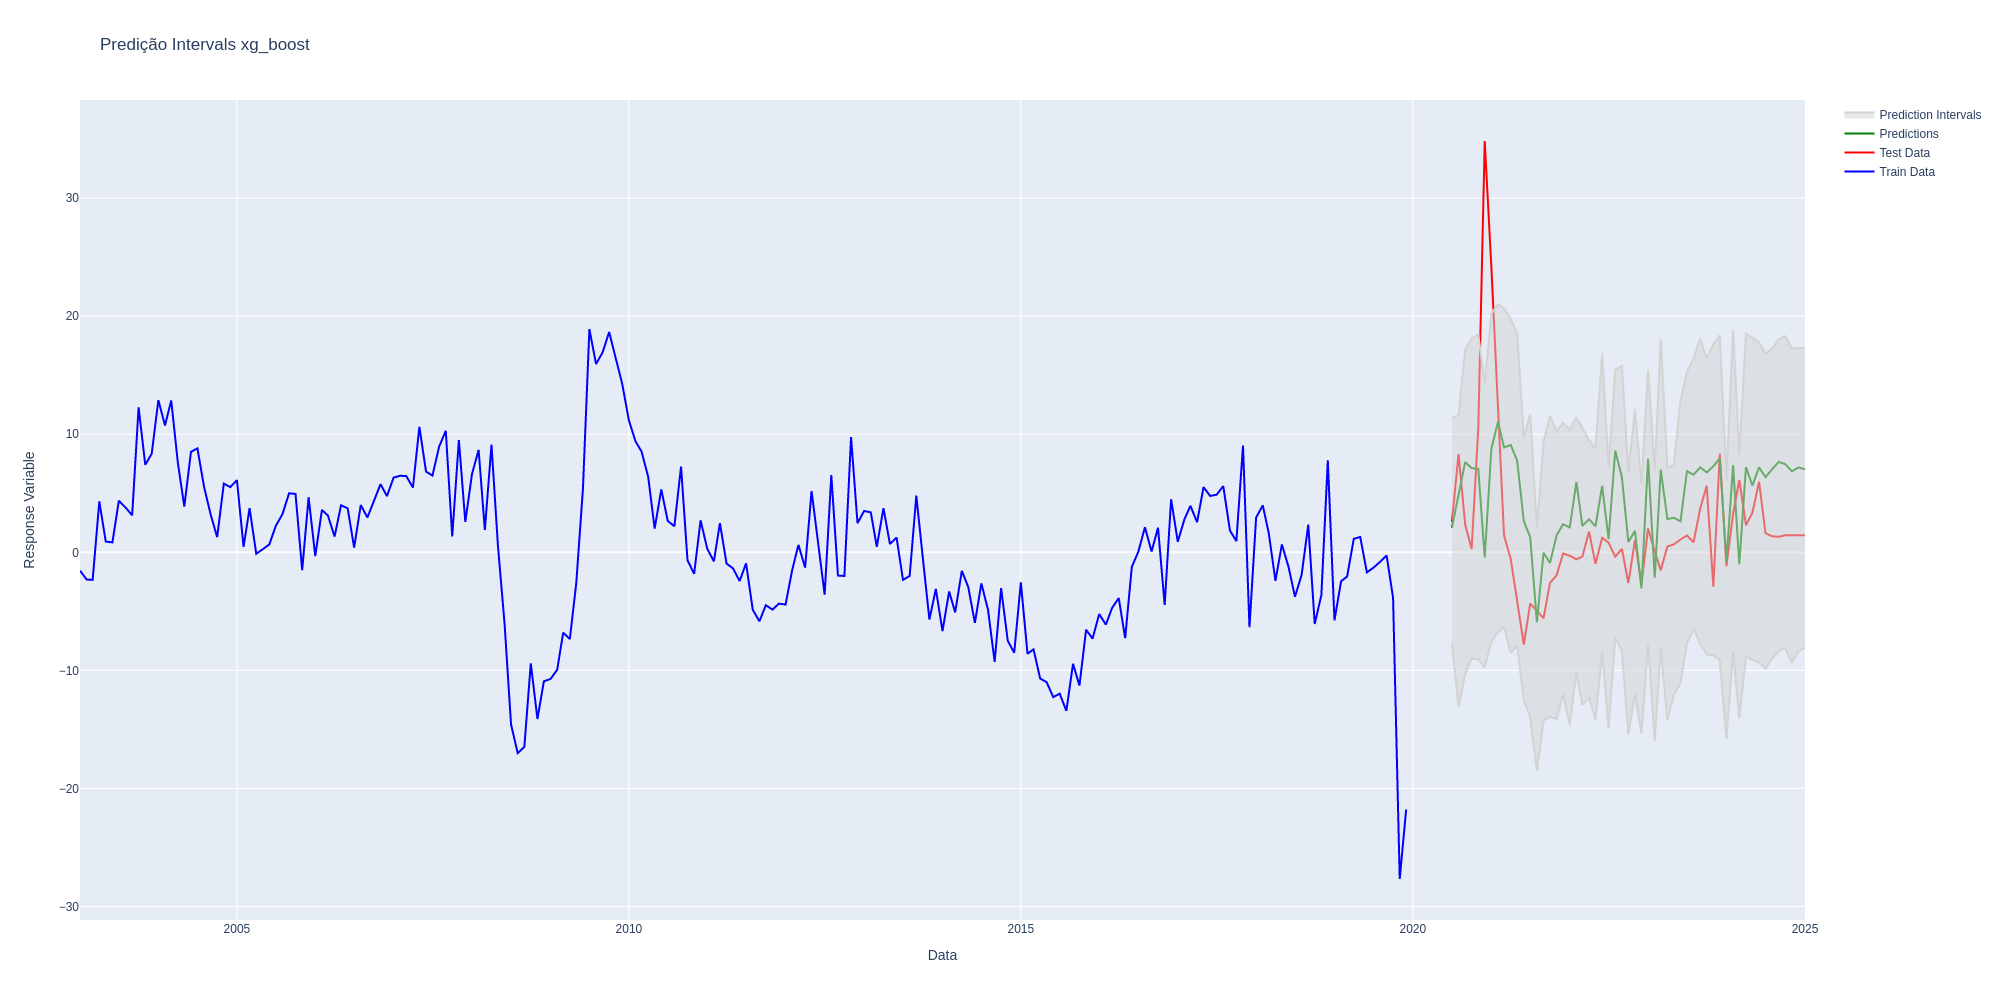 Predição Intervals xg_boost
Prediction Intervals
Predictions
Test Data
Train Data
Response Variable
30
20
10
0
−10
−20
−30
2005
2010
2015
2020
2025
Data